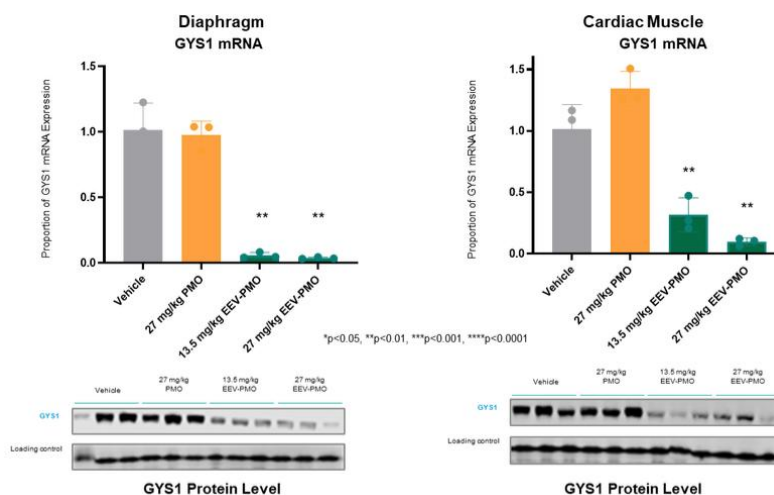 Diaphragm
GYS1 mRNA
Proportion of GYS1 mRNA Expression
1.5
1.0
0.5
0.0
**
**
Vehicle
27 mg/kg PMO
13.5 mg/kg EEV-PMO
27 mg/kg EEV-PMO
Cardiac Muscle
GYS1 mRNA
Proportion of GYS1 mRNA Expression
1.5
1.0
0.5
0.0
**
**
Vehicle
27 mg/kg PMO
13.5 mg/kg EEV-PMO
27 mg/kg EEV-PMO
*p<0.05, **p<0.01, ***p<0.001, ****p<0.0001
Vehicle
27 mg/kg
PMO
13.5 mg/kg
EEV-PMO
27 mg/kg
EEV-PMO
GYS1
Loading control
GYS1 Protein Level
Vehicle
27 mg/kg
PMO
13.5 mg/kg
EEV-PMO
27 mg/kg
EEV-PMO
GYS1
Loading control
GYS1 Protein Level